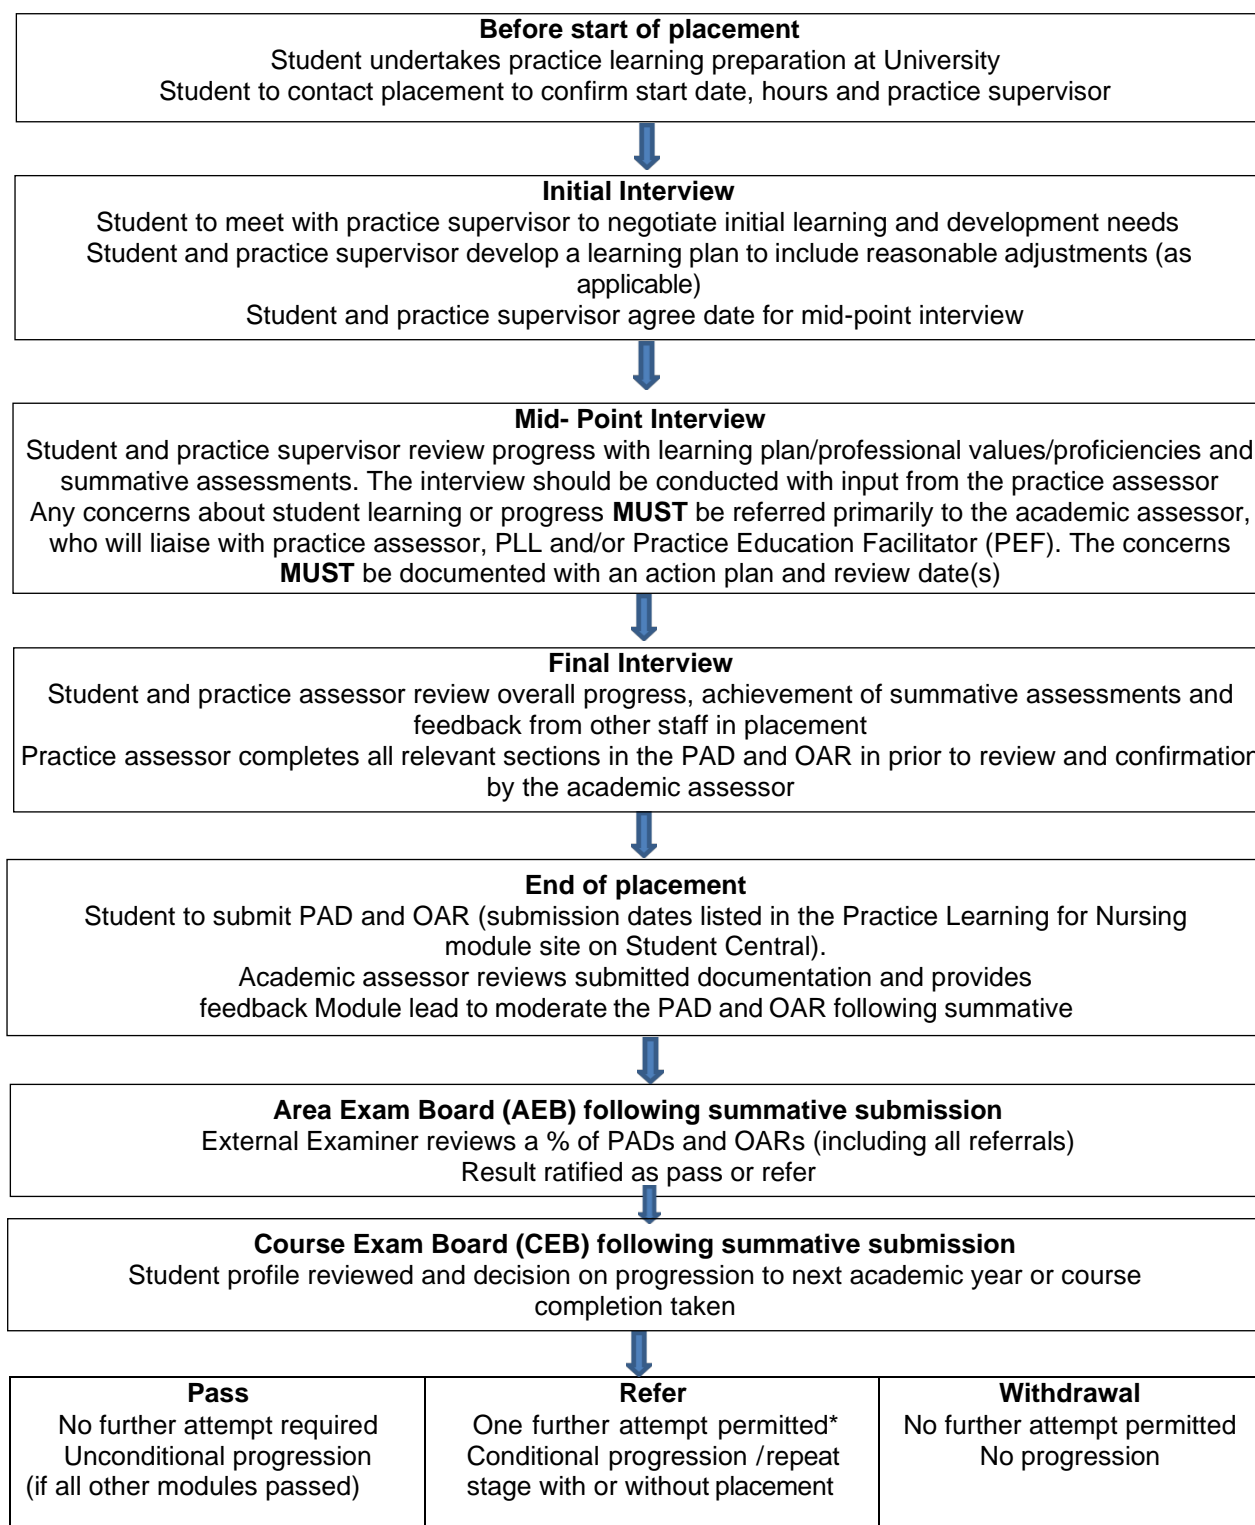 Before start of placement
Student undertakes practice learning preparation at University
Student to contact placement to confirm start date, hours and practice supervisor
Initial Interview
Student to meet with practice supervisor to negotiate initial learning and development needs
Student and practice supervisor develop a learning plan to include reasonable adjustments (as
applicable)
Student and practice supervisor agree date for mid-point interview
Mid- Point Interview
Student and practice supervisor review progress with learning plan/professional values/proficiencies and
summative assessments. The interview should be conducted with input from the practice assessor
Any concerns about student learning or progress MUST be referred primarily to the academic assessor,
who will liaise with practice assessor, PLL and/or Practice Education Facilitator (PEF). The concerns
MUST be documented with an action plan and review date(s)
Final Interview
Student and practice assessor review overall progress, achievement of summative assessments and
feedback from other staff in placement
Practice assessor completes all relevant sections in the PAD and OAR in prior to review and confirmation
by the academic assessor
End of placement
Student to submit PAD and OAR (submission dates listed in the Practice Learning for Nursing
module site on Student Central).
Academic assessor reviews submitted documentation and provides
feedback Module lead to moderate the PAD and OAR following summative
Area Exam Board (AEB) following summative submission
External Examiner reviews a % of PADs and OARs (including all referrals)
Result ratified as pass or refer
Course Exam Board (CEB) following summative submission
Student profile reviewed and decision on progression to next academic year or course
completion taken
Pass
No further attempt required
Unconditional progression
(if all other modules passed)
Refer
One further attempt permitted*
Conditional progression /repeat
stage with or without placement
Withdrawal
No further attempt permitted
No progression